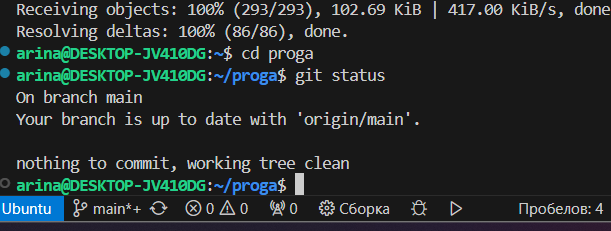 Receiving objects: 100% (293/293), 102.69 KiB | 417.00 KiB/s, done
Resolving deltas: 100% (86/86), done.
arina@DESKTOP-JV410DG:~$ cd proga
arina@DESKTOP-JV410DG:~/proga$ git status
On branch main
Your branch is up to date with 'origin/main'.
nothing to commit, working tree clean
arina@DESKTOP-JV410DG:~/proga$
Ubuntu main*+ 0 0 0 Сборка Пробелов: 4